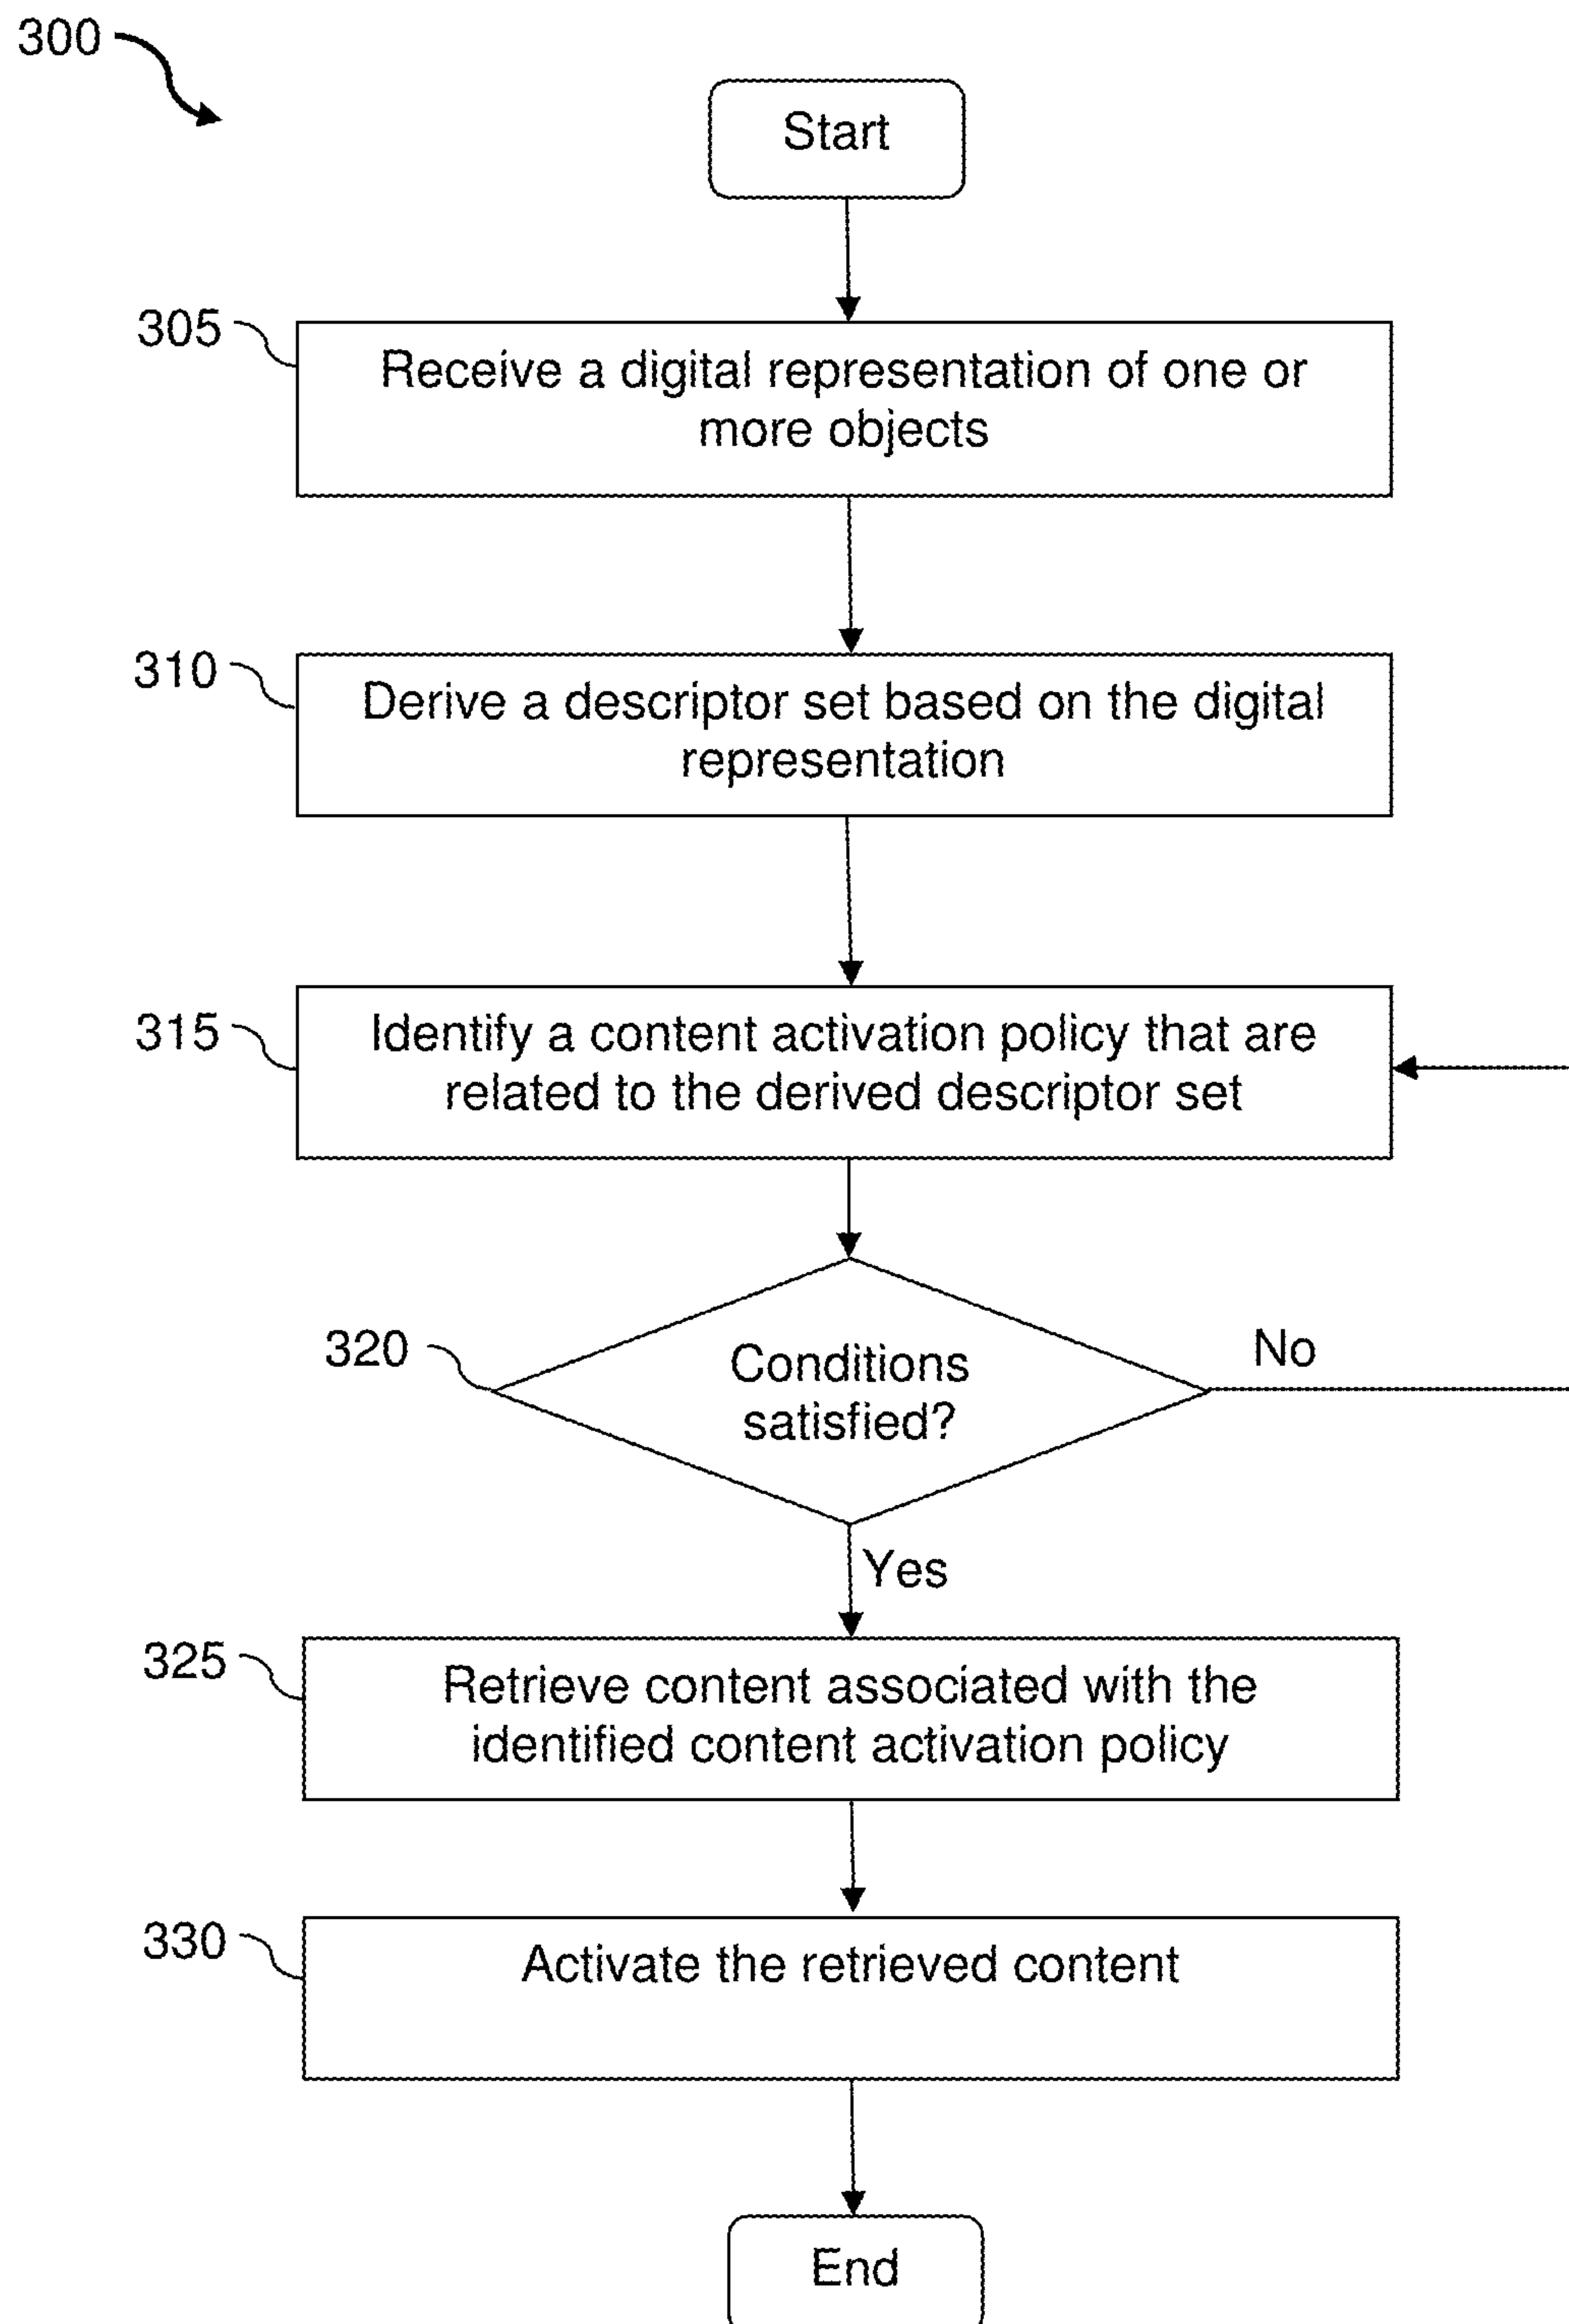 300
Start
305
Receive a digital representation of one or
more objects
310
Derive a descriptor set based on the digital
representation
315
Identify a content activation policy that are
related to the derived descriptor set
320
Conditions
satisfied?
No
Yes
325
Retrieve content associated with the
identified content activation policy
330
Activate the retrieved content
End